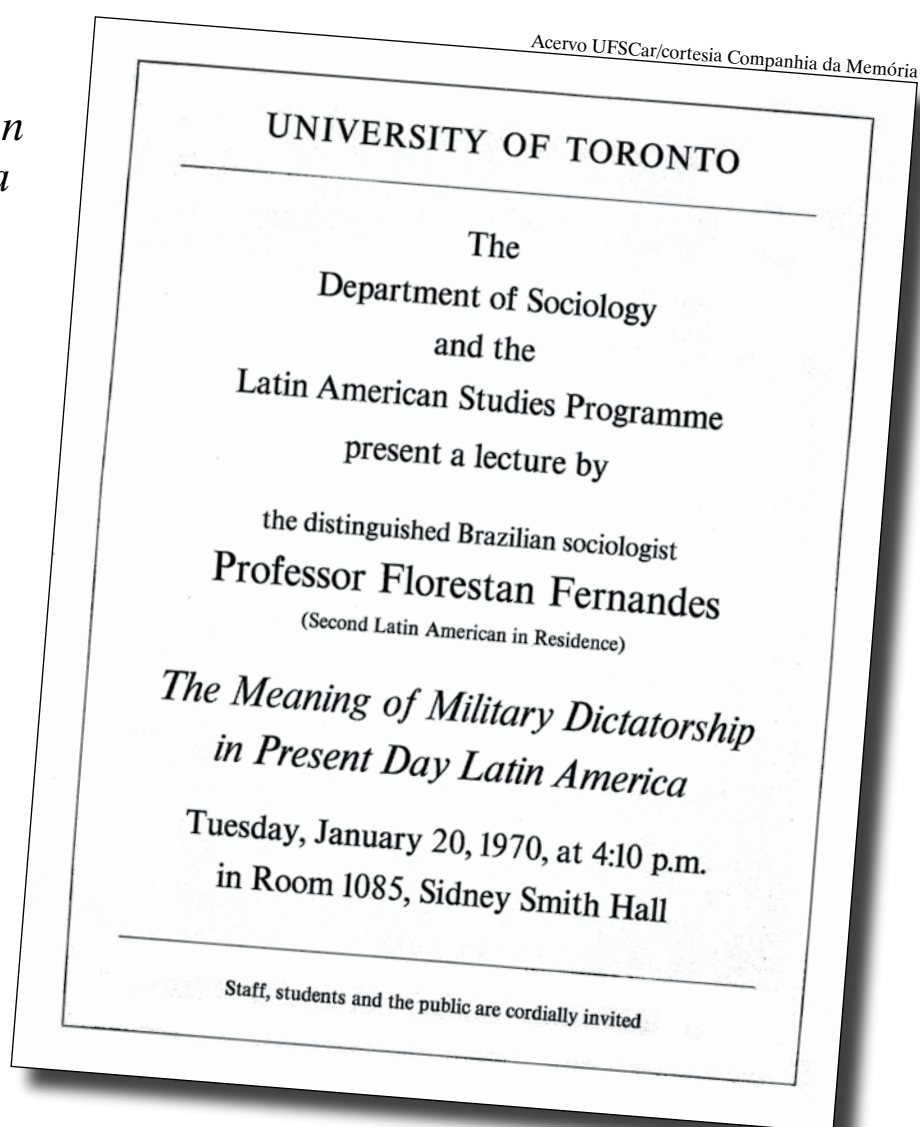 Acervo UFSCar/cortesia Companhia da Memória
n
a
UNIVERSITY OF TORONTO
The
Department of Sociology
and the
Latin American Studies Programme
present a lecture by
the distinguished Brazilian sociologist
Professor Florestan Fernandes
(Second Latin American in Residence)
The Meaning of Military Dictatorship
in Present Day Latin America
Tuesday, January 20, 1970, at 4:10 p.m.
in Room 1085, Sidney Smith Hall
Staff, students and the public are cordially invited